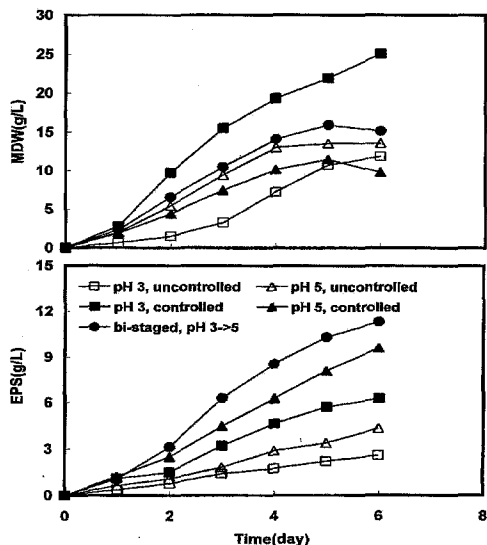 30
25
20
15
10
5
0
MDW(g/L)
15
12
9
6
3
0
EPS(g/L)
pH 3, uncontrolled
pH 5, uncontrolled
pH 3, controlled
pH 5, controlled
bi-staged, pH 3->5
0 2 4 6 8
Time(day)